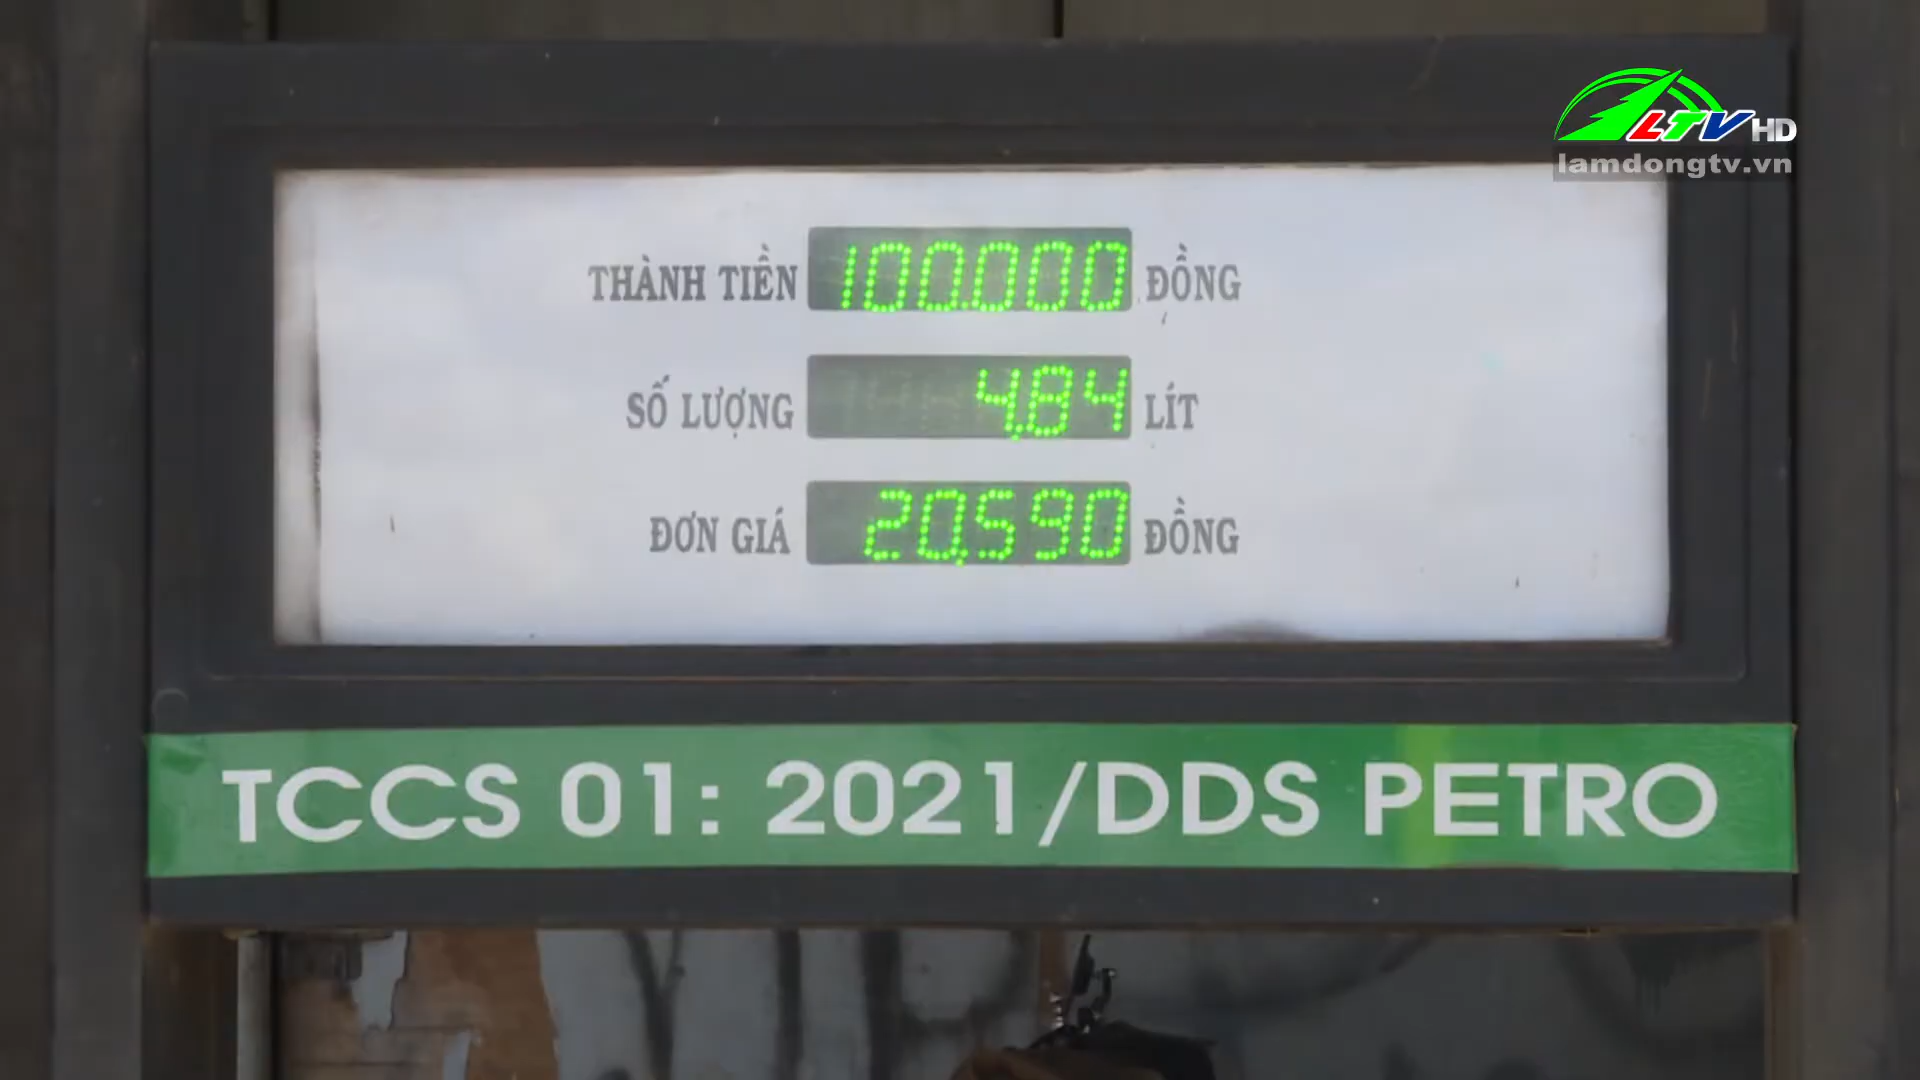 LTV HD
lamdongtv.vn
THÀNH TIỀN 100.000 ĐỒNG
SỐ LƯỢNG 4.84 LÍT
ĐƠN GIÁ 20.590 ĐỒNG
TCCS 01: 2021/DDS PETRO